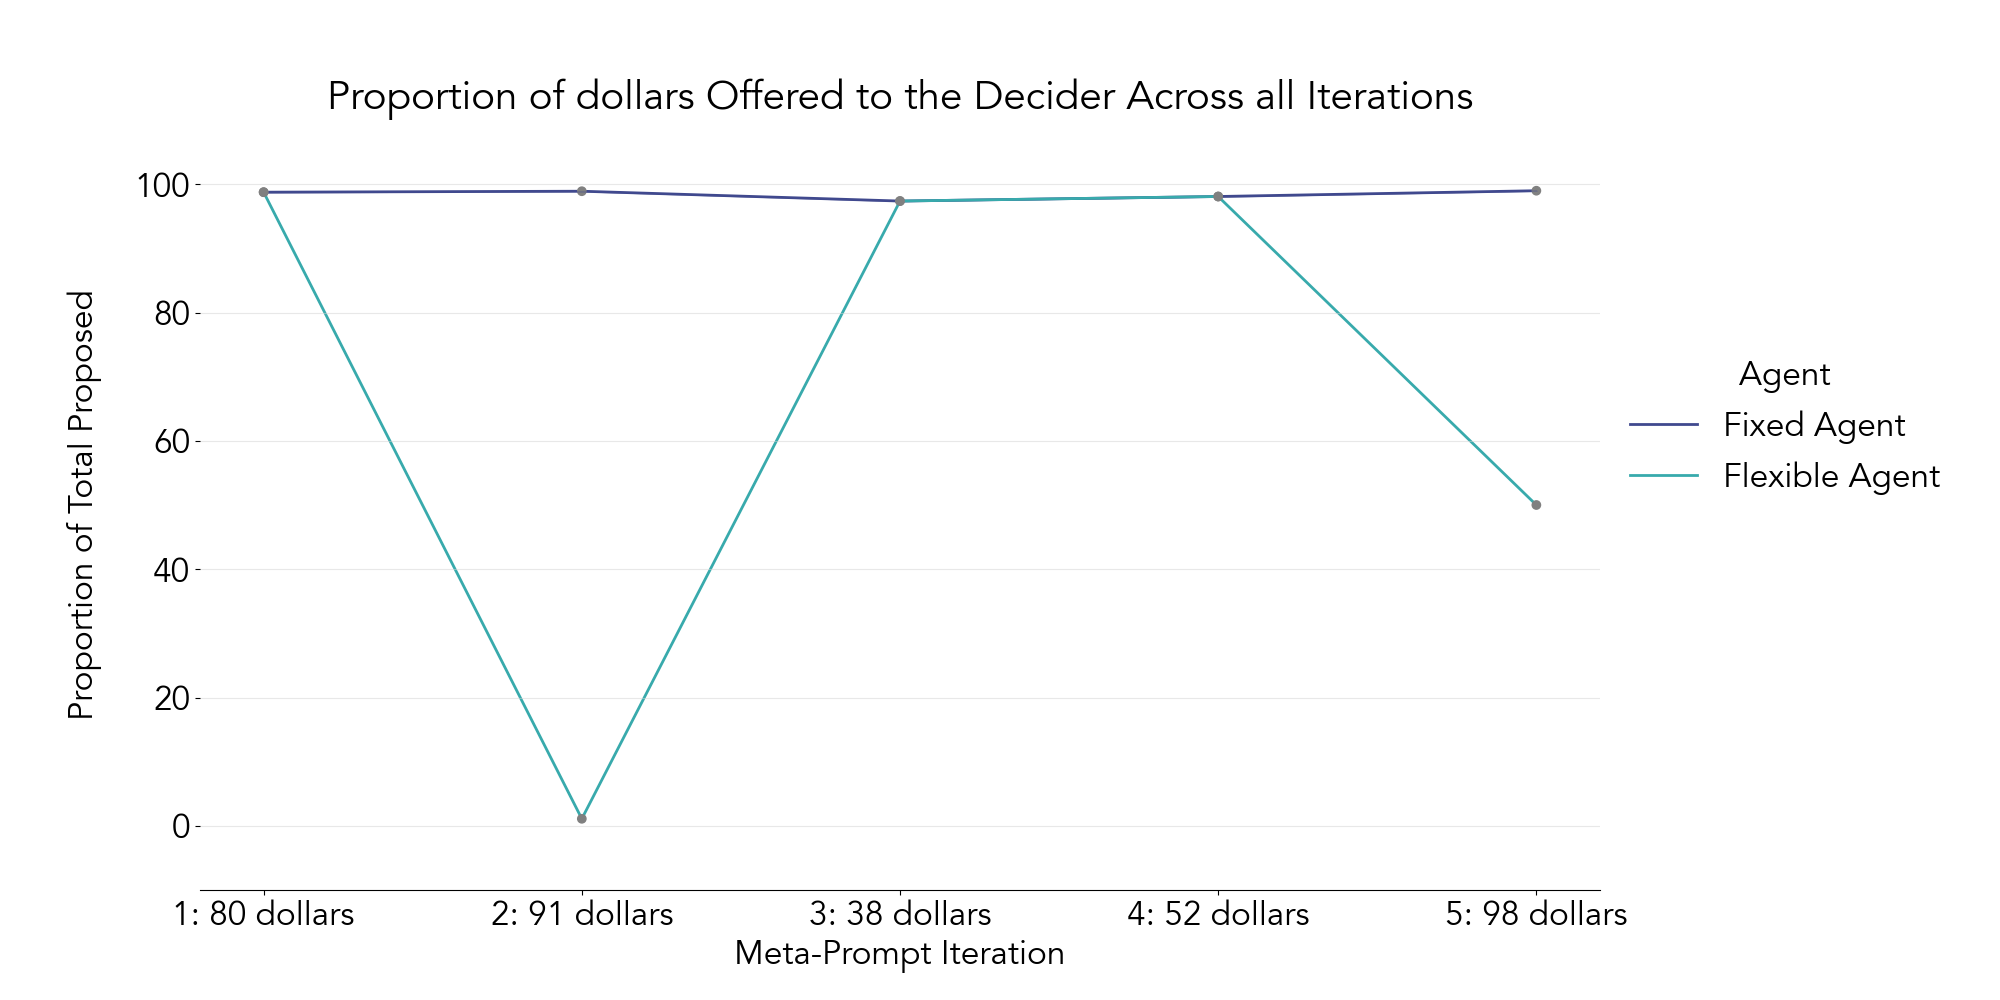 Proportion of dollars Offered to the Decider Across all Iterations
Proportion of Total Proposed
100
80
60
40
20
0
1: 80 dollars
2: 91 dollars
3: 38 dollars
4: 52 dollars
5: 98 dollars
Meta-Prompt Iteration
Agent
Fixed Agent
Flexible Agent